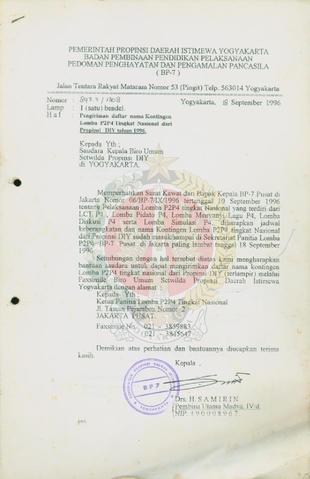 PEMERINTAH PROPINSI DAERAH ISTIMEWA YOGYAKARTA
BADAN PEMBINAAN PENDIDIKAN PELAKSANAAN
PEDOMAN PENGHAYATAN DAN PENGAMALAN PANCASILA
( BP-7 )
Jalan Tentara Rakyat Mataram Nomor 53 (Pingit) Telp. 563014 Yogyakarta
Nomor :
Yogyakarta, September 1996
Lamp : I (satu) bendel.
H a l : Pengiriman daftar nama Kontingen
Lomba P2P4 Tingkat Nasional dari
Propinsi DIY tahun 1996.
Kepada Yth ;
Saudara Kepala Biro Umum
Setwilda Propinsi DIY
di YOGYAKARTA.
Memperhatikan Surat Kawat dari Bapak Kepala BP-7 Pusat di
Jakarta Nomor 06/BP-7/IX/1996 tertanggal 10 September 1996
tentang Pelaksanaan Lomba P2P4 tingkat Nasional yang terdiri dari
LCT P4, Lomba Pidato P4, Lomba Menyanyi Lagu P4, Lomba
Diskusi P4 serta Lomba Simulasi P4, diharapkan jadwal
keberangkatan dan nama Kontingen Lomba P2P4 tingkat Nasional dari
Propinsi DIY sudah masuk/sampai di Sekretariat Panitia Lomba
P2P4 BP-7 Pusat di Jakarta paling lambat 18 September
1996.
Sehubungan dengan hal tersebut diatas kami mengharapkan
bantuan saudara untuk dapat mengirimkan daftar nama kontingen
Lomba P2P4 tingkat nasional dari Propinsi DIY (terlampir) melalui
Faxsimile Biro Umum Setwilda Propinsi Daerah Istimewa
Yogyakarta dengan alamat :
Kepada Yth
Ketua Panitia Lomba P2P4 Tingkat Nasional
Jl. Taman Pejambon Nomor 2
JAKARTA PUSAT.
Faxsimile No. 021 - 3859883
021 -
Demikian atas perhatian dan bantuannya diucapkan terima
kasih.
Kepala ,
BP-7
Drs. H. SAMIRIN
Pembina Utama Madya, IV/d.
NIP. 490008967